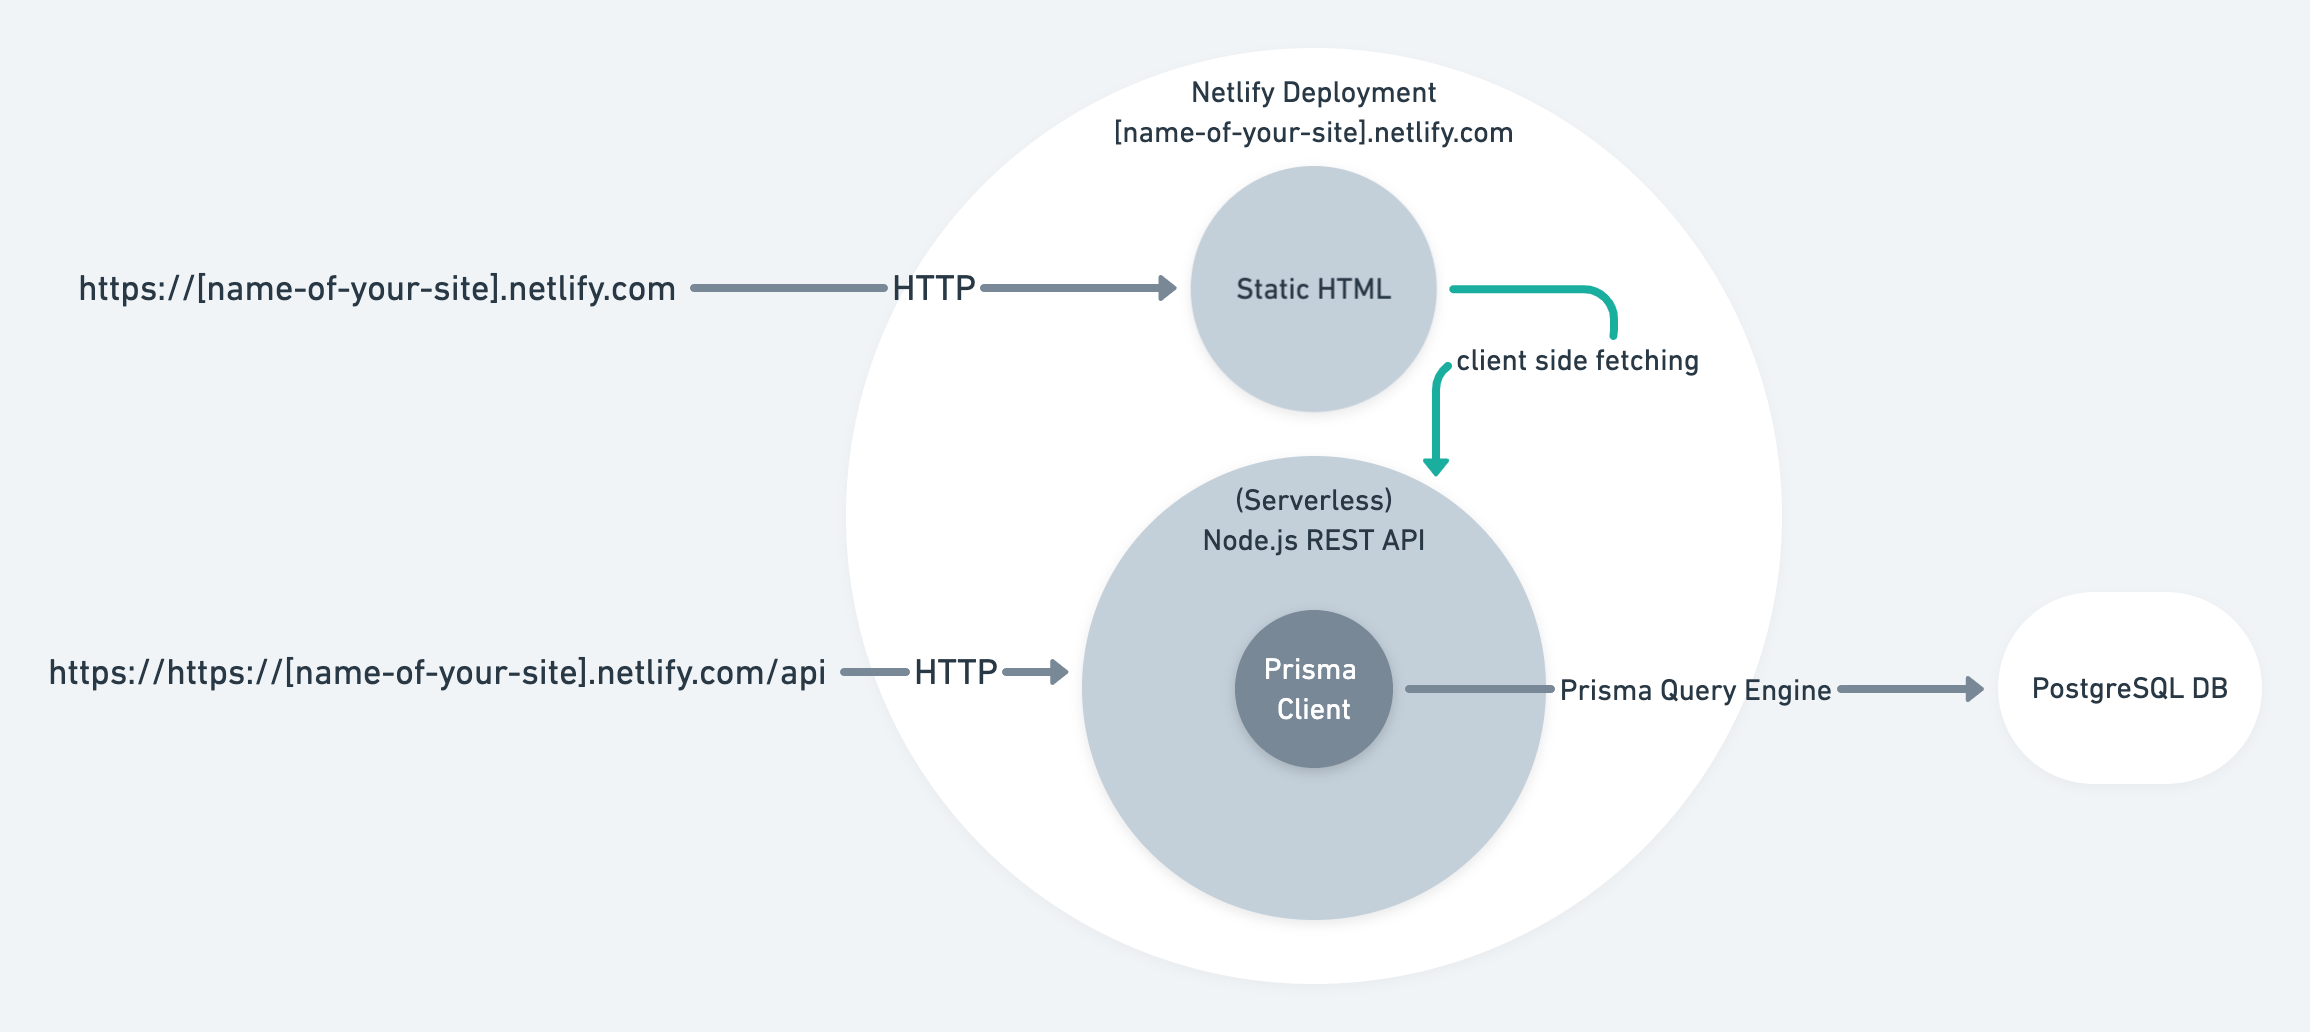 Netlify Deployment
[name-of-your-site].netlify.com
https://[name-of-your-site].netlify.com
HTTP
Static HTML
client side fetching
(Serverless)
Node.js REST API
https://https://[name-of-your-site].netlify.com/api
HTTP
Prisma
Client
Prisma Query Engine
PostgreSQL DB